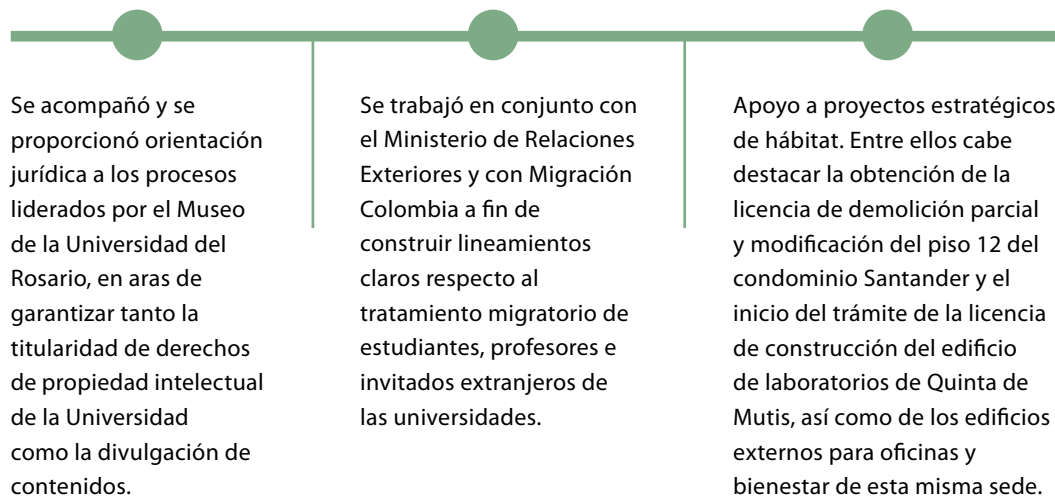 Se acompañó y se
proporcionó orientación
jurídica a los procesos
liderados por el Museo
de la Universidad del
Rosario, en aras de
garantizar tanto la
titularidad de derechos
de propiedad intelectual
de la Universidad
como la divulgación de
contenidos.
Se trabajó en conjunto con
el Ministerio de Relaciones
Exteriores y con Migración
Colombia a fin de
construir lineamientos
claros respecto al
tratamiento migratorio de
estudiantes, profesores e
invitados extranjeros de
las universidades.
Apoyo a proyectos estratégicos
de hábitat. Entre ellos cabe
destacar la obtención de la
licencia de demolición parcial
y modificación del piso 12 del
condominio Santander y el
inicio del trámite de la licencia
de construcción del edificio
de laboratorios de Quinta de
Mutis, así como de los edificios
externos para oficinas y
bienestar de esta misma sede.